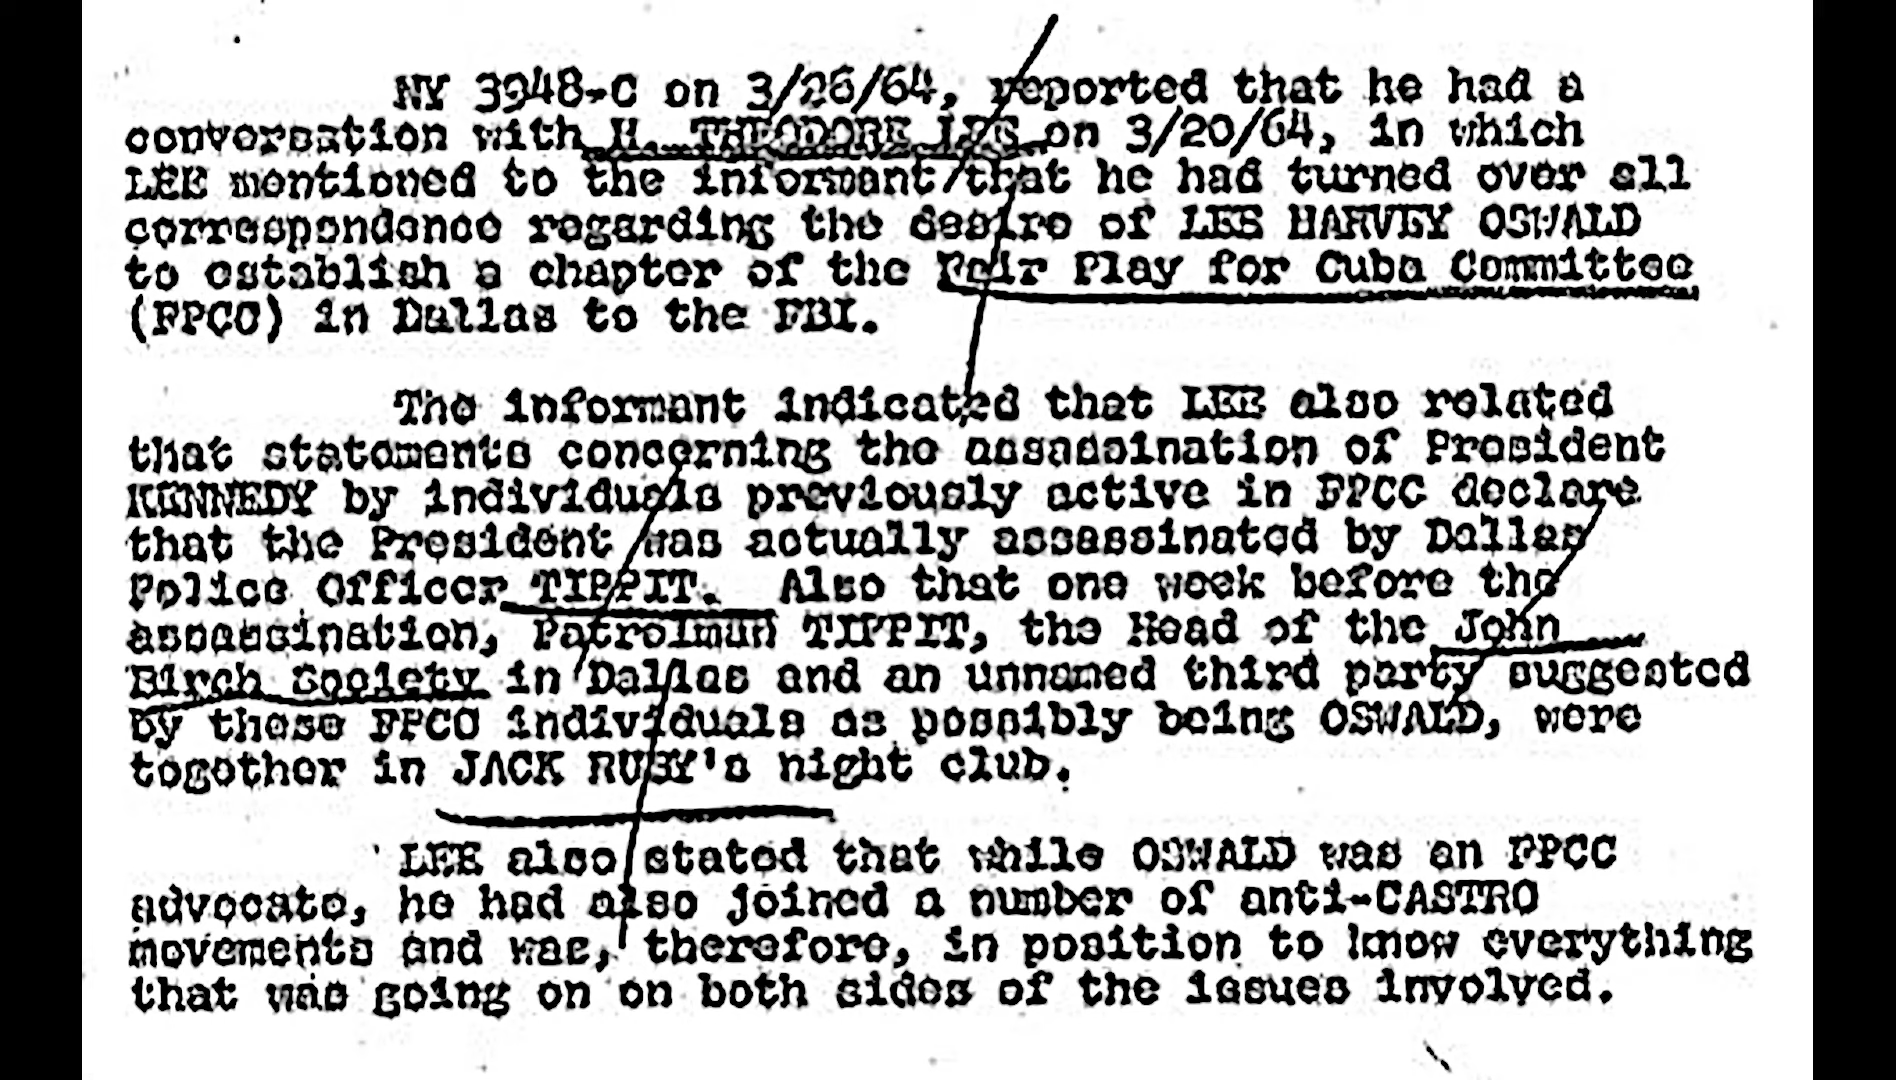 NY 3948-C on 3/26/64, reported that he had a
conversation with H. THEODORE LEE on 3/20/64, in which
LEE mentioned to the informant that he had turned over all
correspondence regarding the desire of LEE HARVEY OSWALD
to establish a chapter of the Fair Play for Cuba Committee
(FPCC) in Dallas to the FBI.
The informant indicated that LEE also related
that statements concerning the assassination of President
KENNEDY by individuals previously active in FPCC declare
that the President was actually assassinated by Dallas
Police Officer TIPPIT. Also that one week before the
assassination, Patrolman TIPPIT, the Head of the John
Birch Society in Dallas and an unnamed third party suggested
by these FPCC individuals as possibly being OSWALD, were
together in JACK RUBY's night club.
LEE also stated that while OSWALD was an FPCC
advocate, he had also joined a number of anti-CASTRO
movements and was, therefore, in position to know everything
that was going on on both sides of the issues involved.